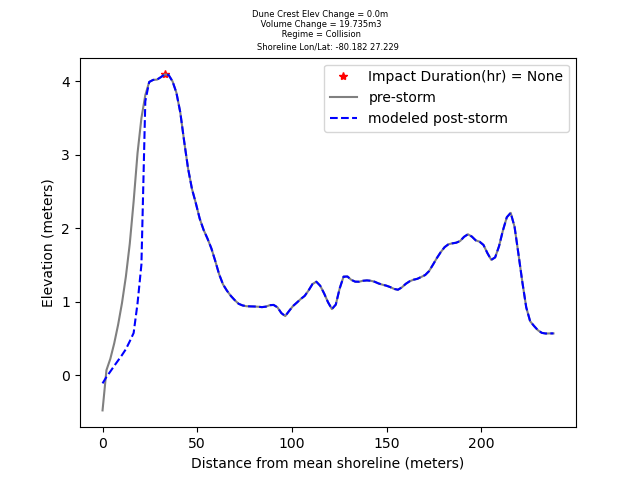 Dune Crest Elev Change = 0.0m
Volume Change = 19.735m3
Regime = Collision
Shoreline Lon/Lat: -80.182 27.229
Impact Duration(hr) = None
pre-storm
modeled post-storm
Elevation (meters)
4
3
2
1
0
0 50 100 150 200
Distance from mean shoreline (meters)